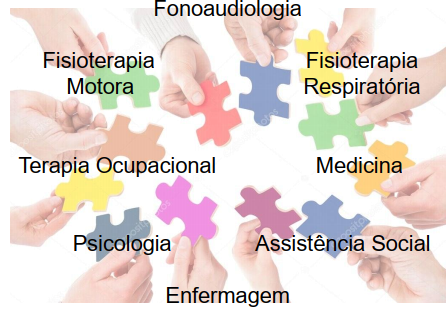 Fonoaudiologia
Fisioterapia
Motora
Fisioterapia
Respiratória
Terapia Ocupacional
Medicina
Psicologia
Assistência Social
Enfermagem